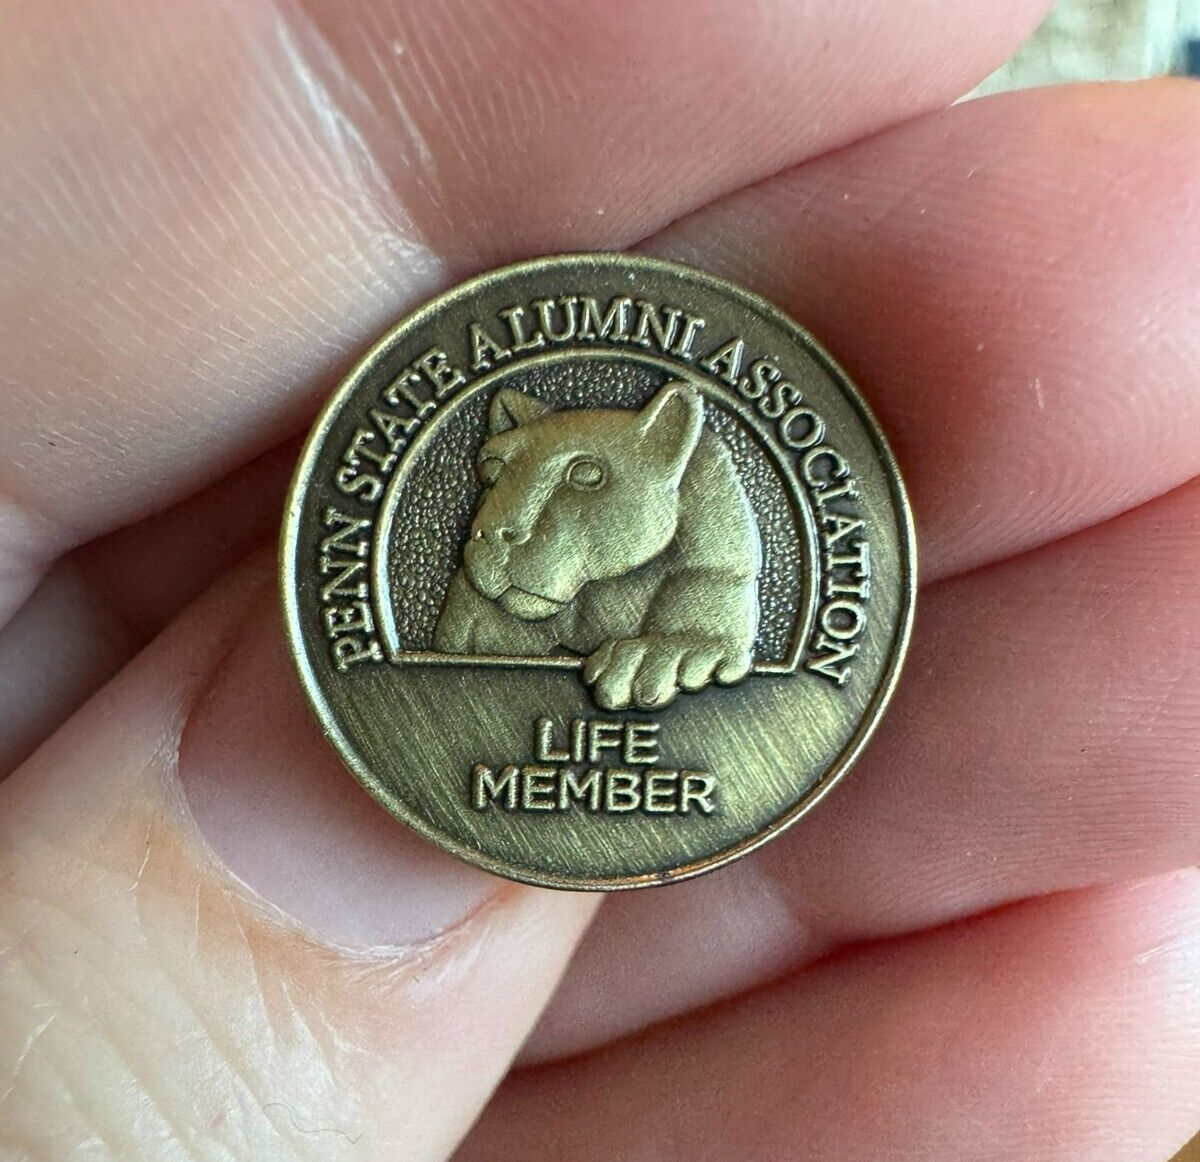 PENN STATE ALUMNI ASSOCIATION
LIFE
MEMBER